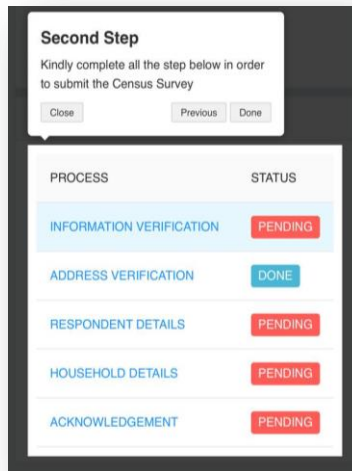 Second Step
Kindly complete all the step below in order
to submit the Census Survey
Close Previous Done
PROCESS STATUS
INFORMATION VERIFICATION PENDING
ADDRESS VERIFICATION DONE
RESPONDENT DETAILS PENDING
HOUSEHOLD DETAILS PENDING
ACKNOWLEDGEMENT PENDING